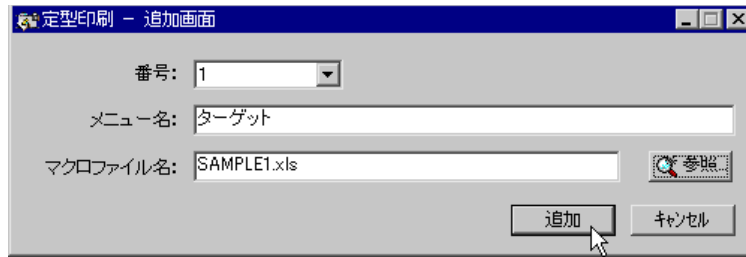 定型印刷 － 追加画面
番号: 1
メニュー名: ターゲット
マクロファイル名: SAMPLE1.xls 参照...
追加 キャンセル